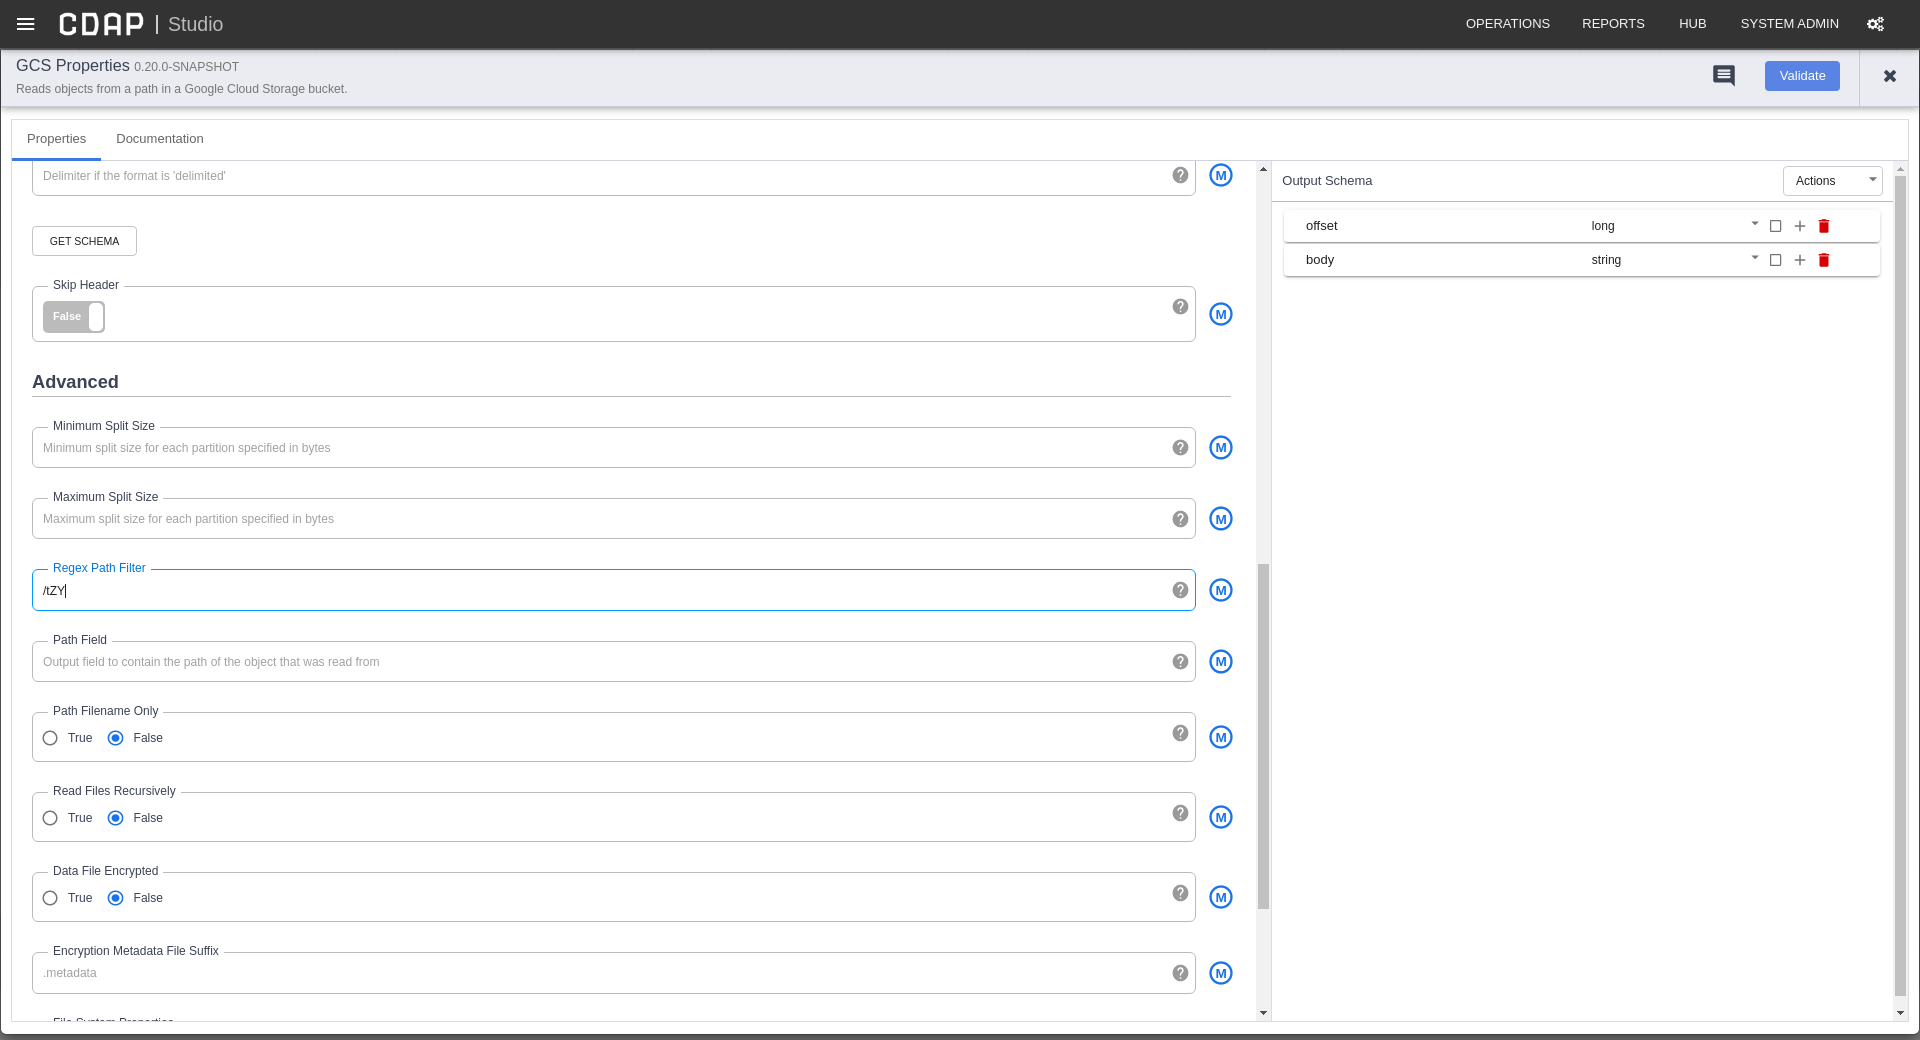 CDAP | Studio
OPERATIONS REPORTS HUB SYSTEM ADMIN
GCS Properties 0.20.0-SNAPSHOT
Reads objects from a path in a Google Cloud Storage bucket.
Validate
Properties Documentation
Delimiter if the format is 'delimited'
M
GET SCHEMA
Skip Header
False
M
Advanced
Minimum Split Size
Minimum split size for each partition specified in bytes
M
Maximum Split Size
Maximum split size for each partition specified in bytes
M
Regex Path Filter
/tZY
M
Path Field
Output field to contain the path of the object that was read from
M
Path Filename Only
True False
M
Read Files Recursively
True False
M
Data File Encrypted
True False
M
Encryption Metadata File Suffix
.metadata
M
File System Properties
Output Schema
Actions
offset long
body string